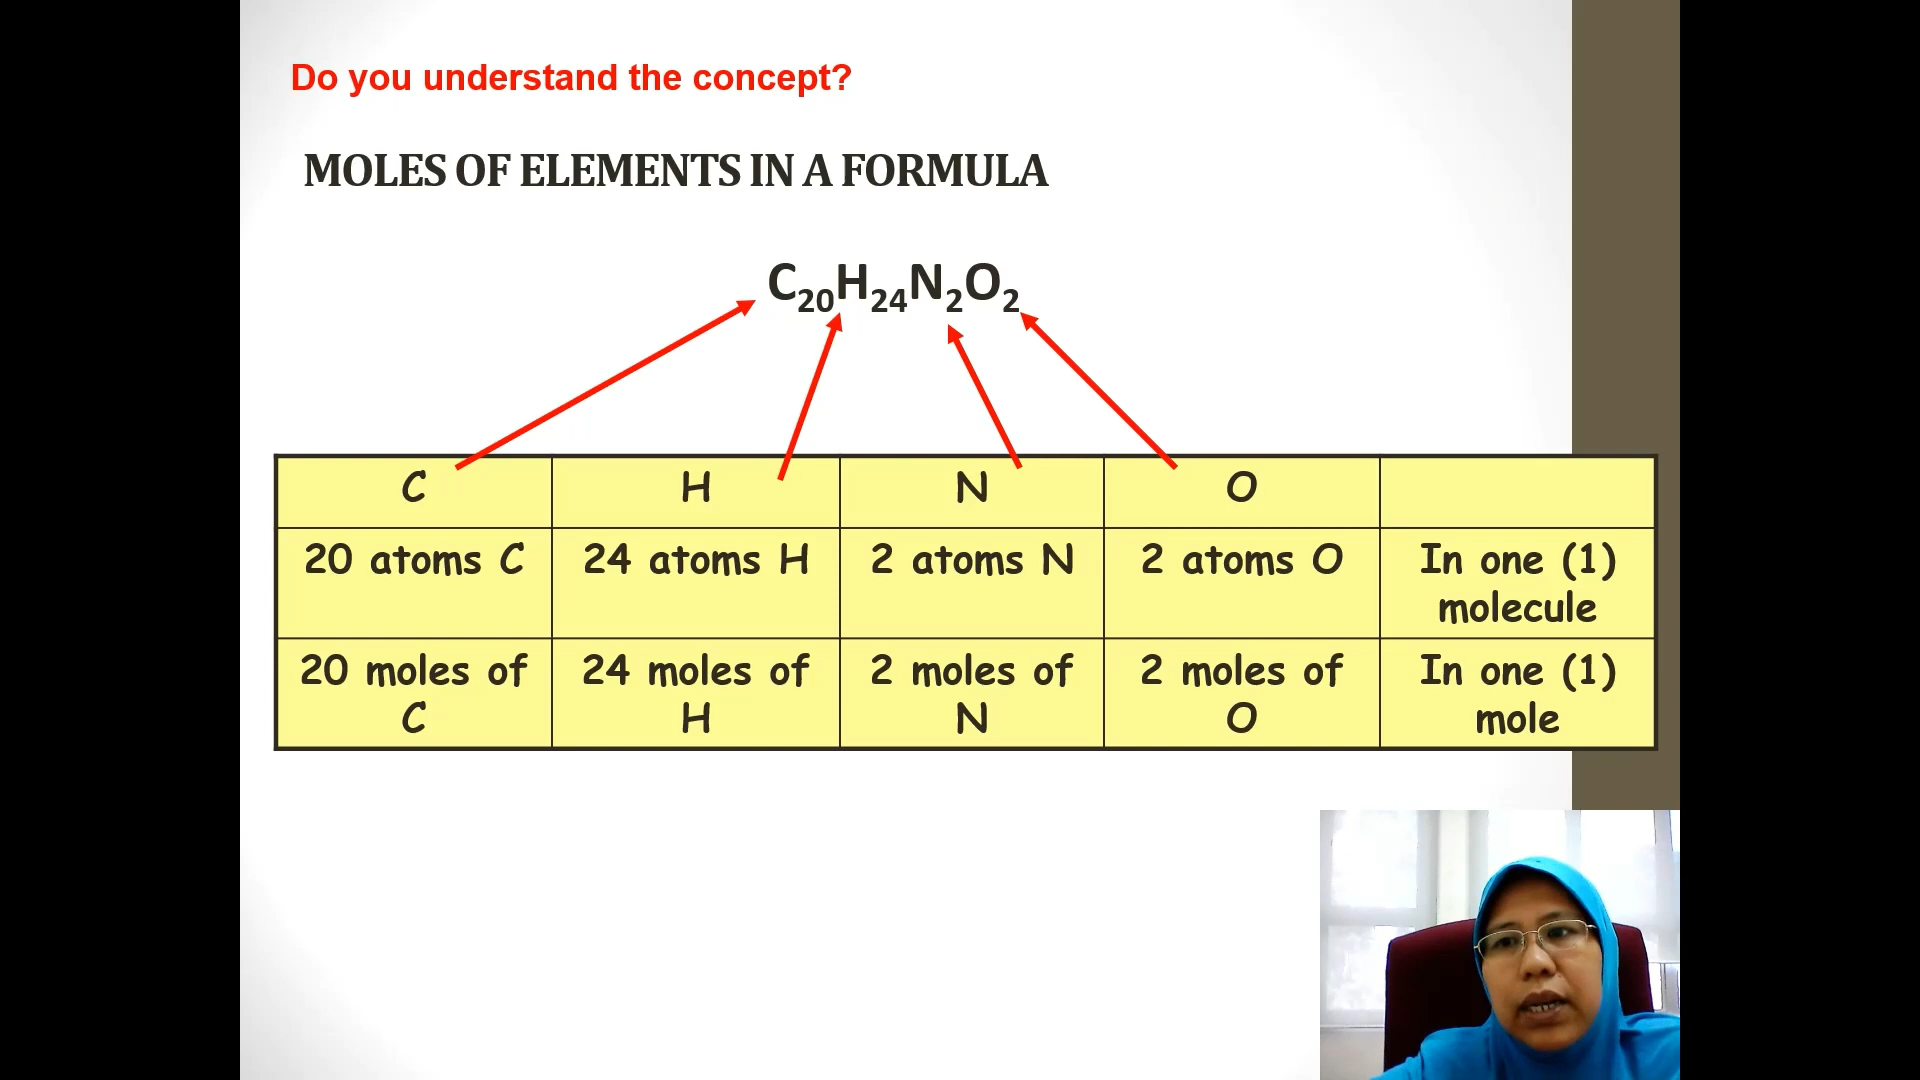 Do you understand the concept?
MOLES OF ELEMENTS IN A FORMULA
C₂₀H₂₄N₂O₂
C H N O
20 atoms C 24 atoms H 2 atoms N 2 atoms O In one (1)
molecule
20 moles of 24 moles of 2 moles of 2 moles of In one (1)
C H N O mole